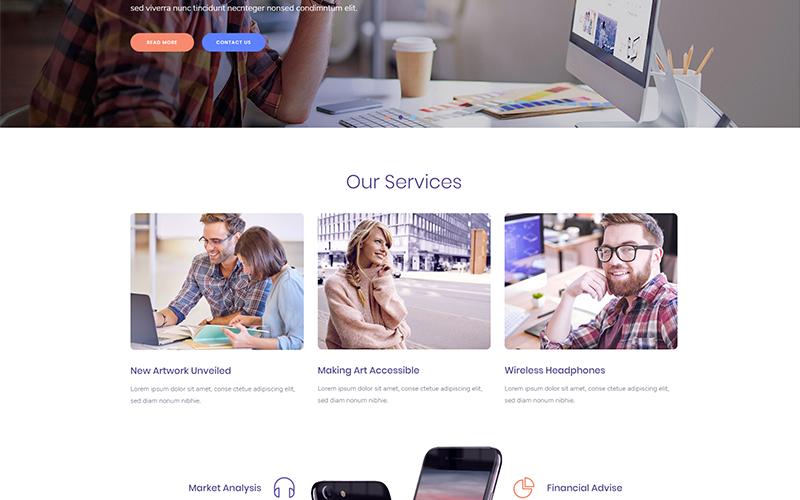 sed viverra nunc tincidunt necnteger nonsed condimntum elit.
READ MORE
CONTACT US
Our Services
New Artwork Unveiled
Lorem ipsum dolor sit amet, conse ctetue adipiscing elit,
sed diam nonum nibhie.
Making Art Accessible
Lorem ipsum dolor sit amet, conse ctetue adipiscing elit,
sed diam nonum nibhie.
Wireless Headphones
Lorem ipsum dolor sit amet, conse ctetue adipiscing elit,
sed diam nonum nibhie.
Market Analysis
Financial Advise